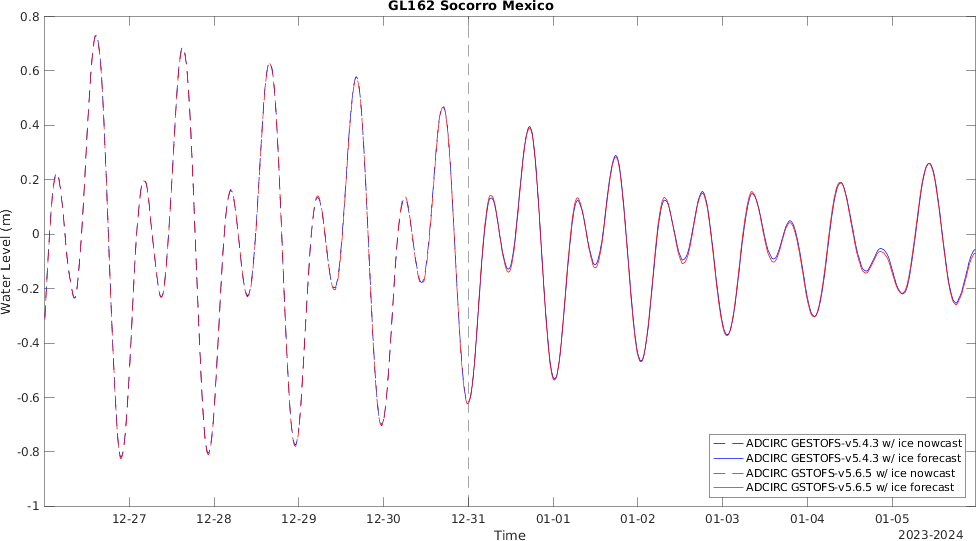 GL162 Socorro Mexico
0.8
0.6
0.4
0.2
0
-0.2
-0.4
-0.6
-0.8
-1
Water Level (m)
12-27 12-28 12-29 12-30 12-31 01-01 01-02 01-03 01-04 01-05
Time
2023-2024
ADCIRC GESTOFS-v5.4.3 w/ ice nowcast
ADCIRC GESTOFS-v5.4.3 w/ ice forecast
ADCIRC GSTOFS-v5.6.5 w/ ice nowcast
ADCIRC GSTOFS-v5.6.5 w/ ice forecast